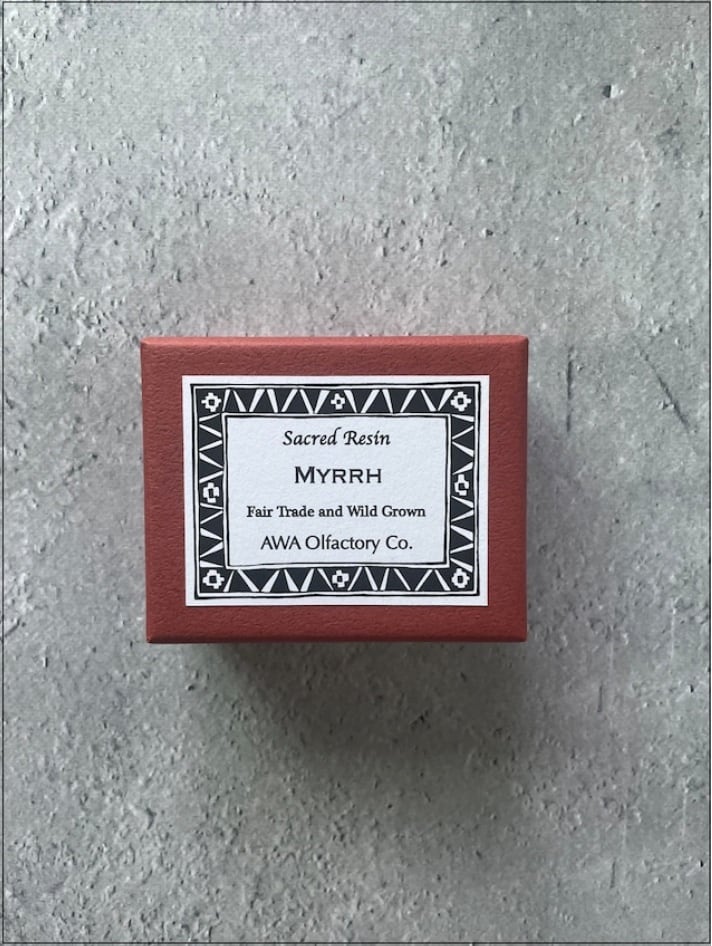 Sacred Resin
MYRRH
Fair Trade and Wild Grown
AWA Olfactory Co.